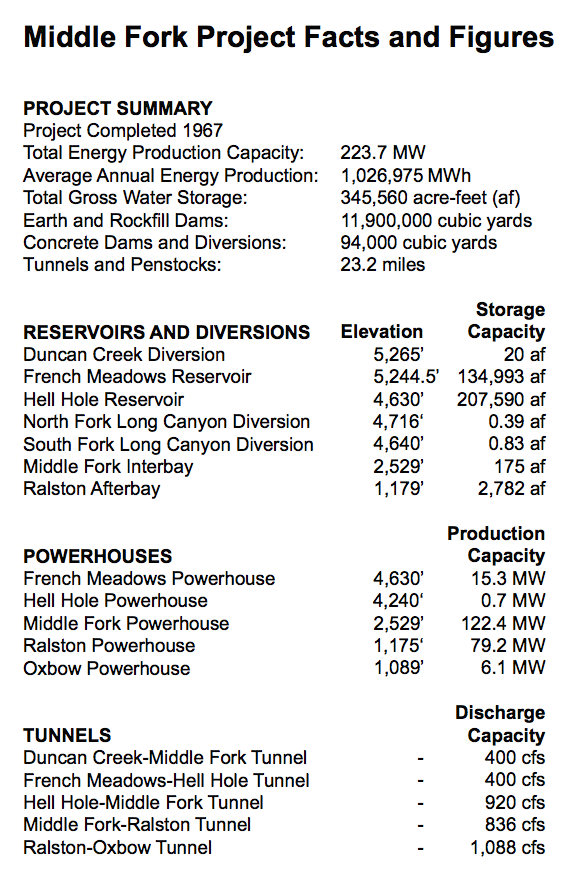 Middle Fork Project Facts and Figures
PROJECT SUMMARY
Project Completed 1967
Total Energy Production Capacity: 223.7 MW
Average Annual Energy Production: 1,026,975 MWh
Total Gross Water Storage: 345,560 acre-feet (af)
Earth and Rockfill Dams: 11,900,000 cubic yards
Concrete Dams and Diversions: 94,000 cubic yards
Tunnels and Penstocks: 23.2 miles
Storage
RESERVOIRS AND DIVERSIONS Elevation Capacity
Duncan Creek Diversion 5,265’ 20 af
French Meadows Reservoir 5,244.5’ 134,993 af
Hell Hole Reservoir 4,630’ 207,590 af
North Fork Long Canyon Diversion 4,716‘ 0.39 af
South Fork Long Canyon Diversion 4,640’ 0.83 af
Middle Fork Interbay 2,529’ 175 af
Ralston Afterbay 1,179’ 2,782 af
Production
POWERHOUSES Capacity
French Meadows Powerhouse 4,630’ 15.3 MW
Hell Hole Powerhouse 4,240‘ 0.7 MW
Middle Fork Powerhouse 2,529’ 122.4 MW
Ralston Powerhouse 1,175‘ 79.2 MW
Oxbow Powerhouse 1,089’ 6.1 MW
Discharge
TUNNELS Capacity
Duncan Creek-Middle Fork Tunnel - 400 cfs
French Meadows-Hell Hole Tunnel - 400 cfs
Hell Hole-Middle Fork Tunnel - 920 cfs
Middle Fork-Ralston Tunnel - 836 cfs
Ralston-Oxbow Tunnel - 1,088 cfs